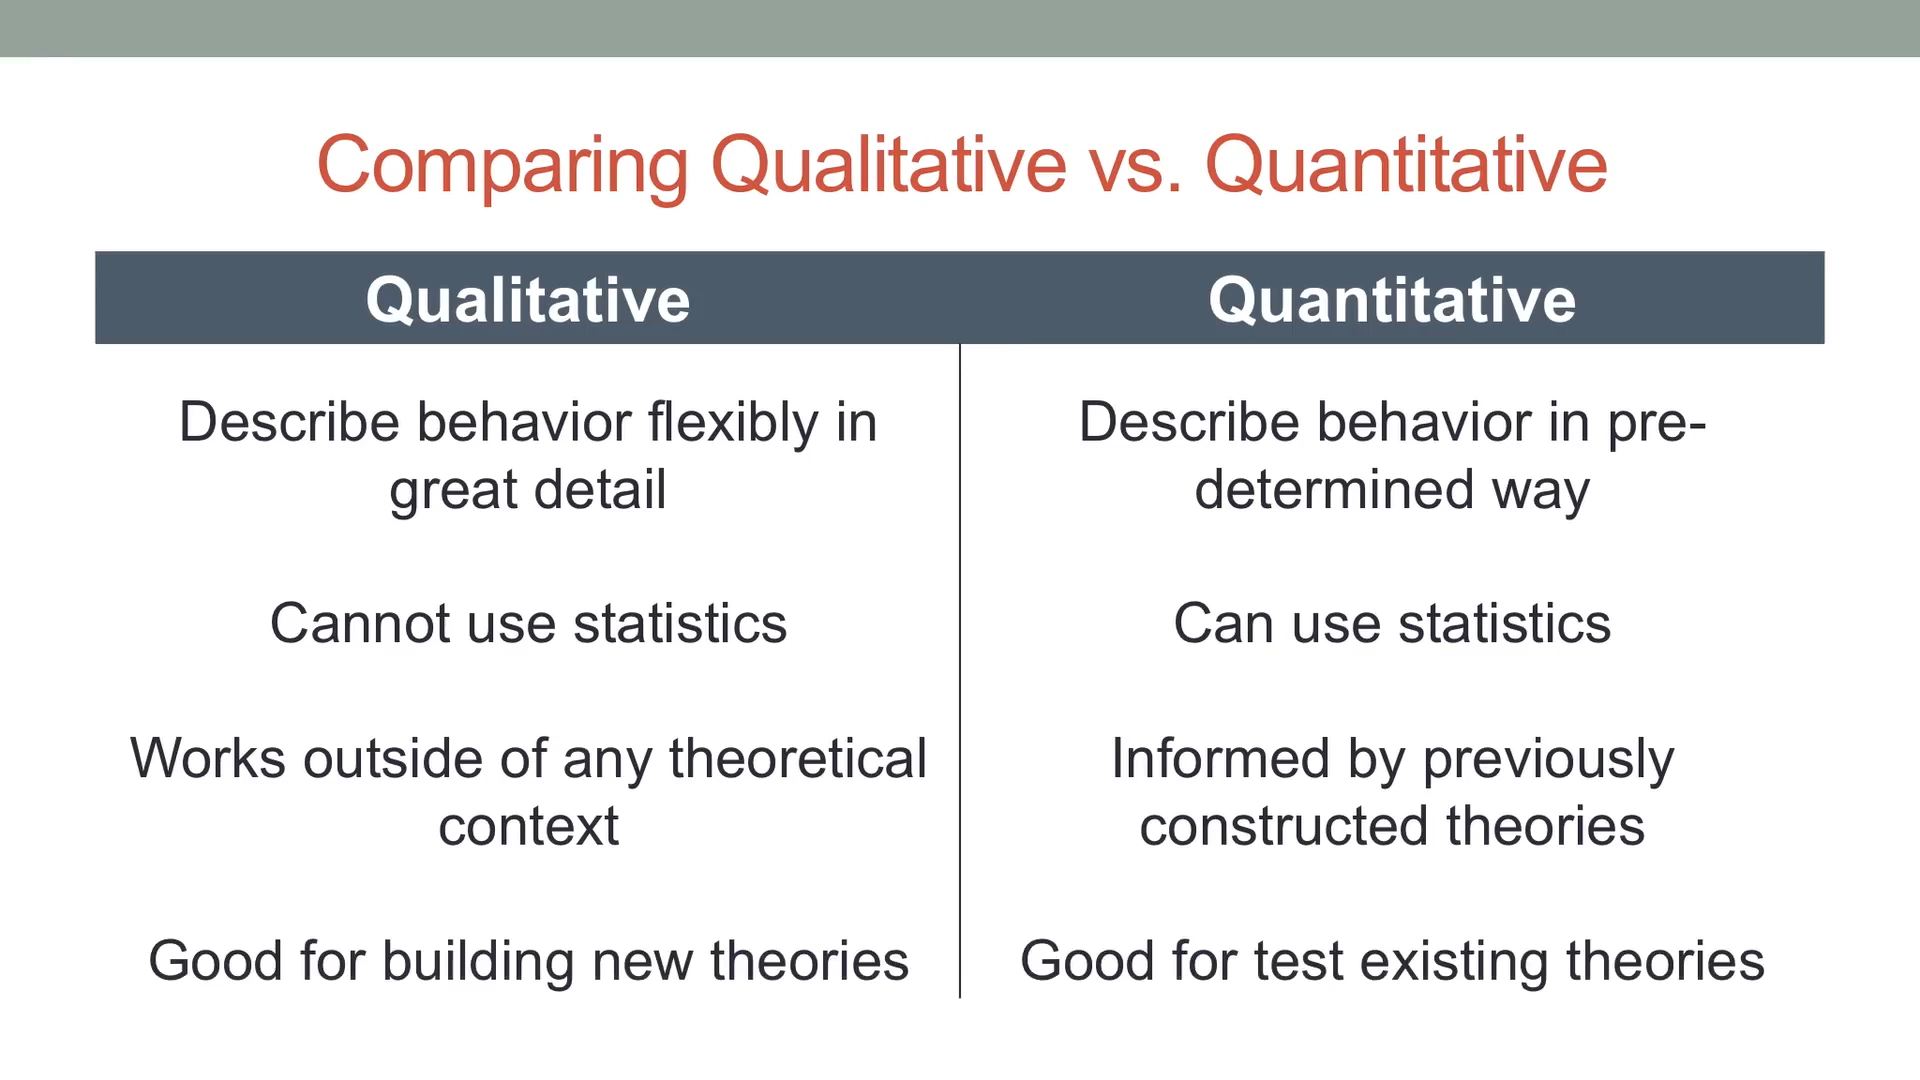 Comparing Qualitative vs. Quantitative
Qualitative
Quantitative
Describe behavior flexibly in
great detail
Describe behavior in pre-
determined way
Cannot use statistics
Can use statistics
Works outside of any theoretical
context
Informed by previously
constructed theories
Good for building new theories
Good for test existing theories